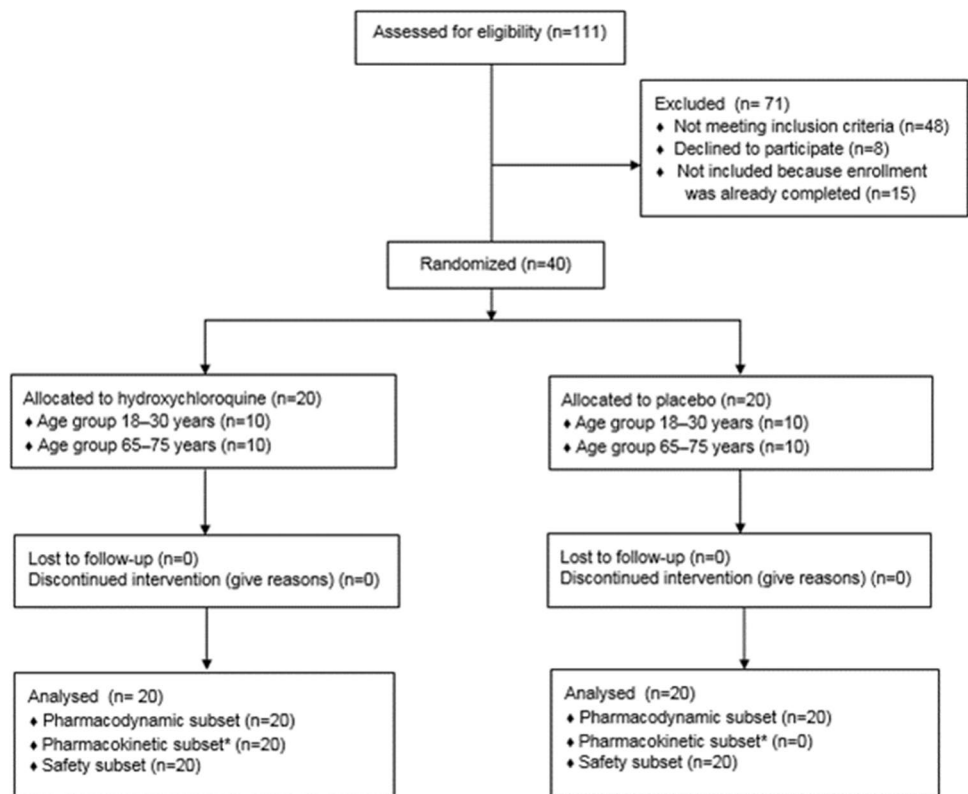 Assessed for eligibility (n=111)
Excluded (n= 71)
♦ Not meeting inclusion criteria (n=48)
♦ Declined to participate (n=8)
♦ Not included because enrollment
was already completed (n=15)
Randomized (n=40)
Allocated to hydroxychloroquine (n=20)
♦ Age group 18–30 years (n=10)
♦ Age group 65–75 years (n=10)
Allocated to placebo (n=20)
♦ Age group 18–30 years (n=10)
♦ Age group 65–75 years (n=10)
Lost to follow-up (n=0)
Discontinued intervention (give reasons) (n=0)
Lost to follow-up (n=0)
Discontinued intervention (give reasons) (n=0)
Analysed (n= 20)
♦ Pharmacodynamic subset (n=20)
♦ Pharmacokinetic subset* (n=20)
♦ Safety subset (n=20)
Analysed (n=20)
♦ Pharmacodynamic subset (n=20)
♦ Pharmacokinetic subset* (n=0)
♦ Safety subset (n=20)